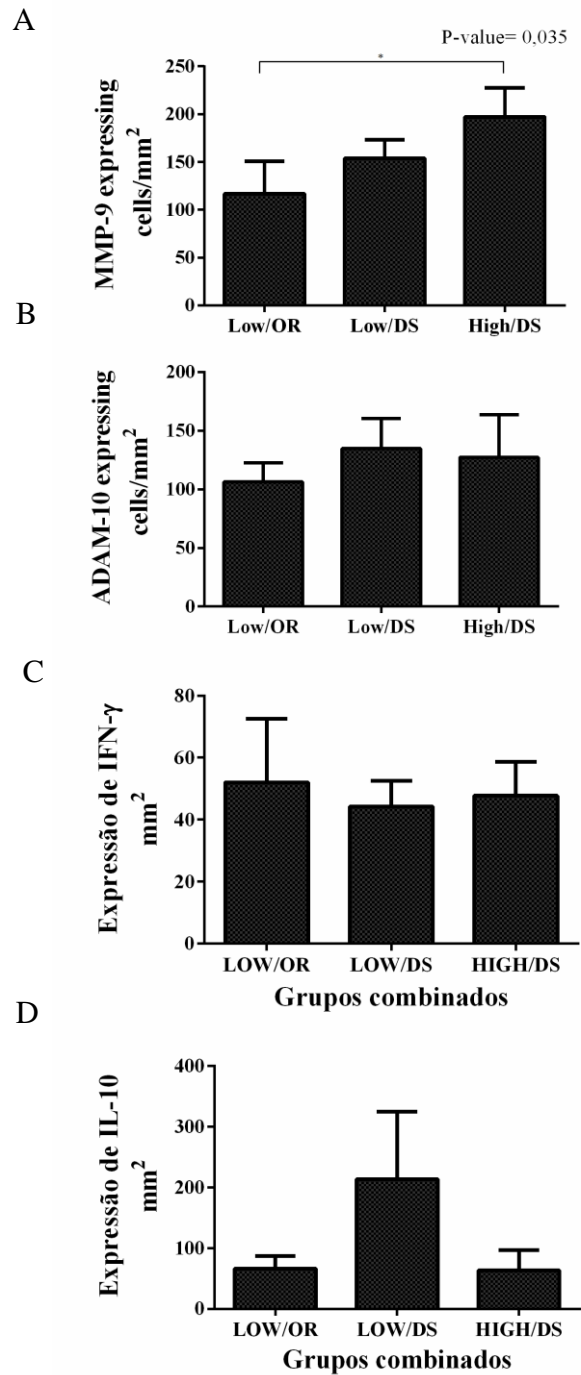 A
P-value= 0,035
*
MMP-9 expressing
cells/mm²
250
200
150
100
50
0
Low/OR Low/DS High/DS
B
ADAM-10 expressing
cells/mm²
200
150
100
50
0
Low/OR Low/DS High/DS
C
Expressão de IFN-γ
mm²
80
60
40
20
0
LOW/OR LOW/DS HIGH/DS
Grupos combinados
D
Expressão de IL-10
mm²
400
300
200
100
0
LOW/OR LOW/DS HIGH/DS
Grupos combinados